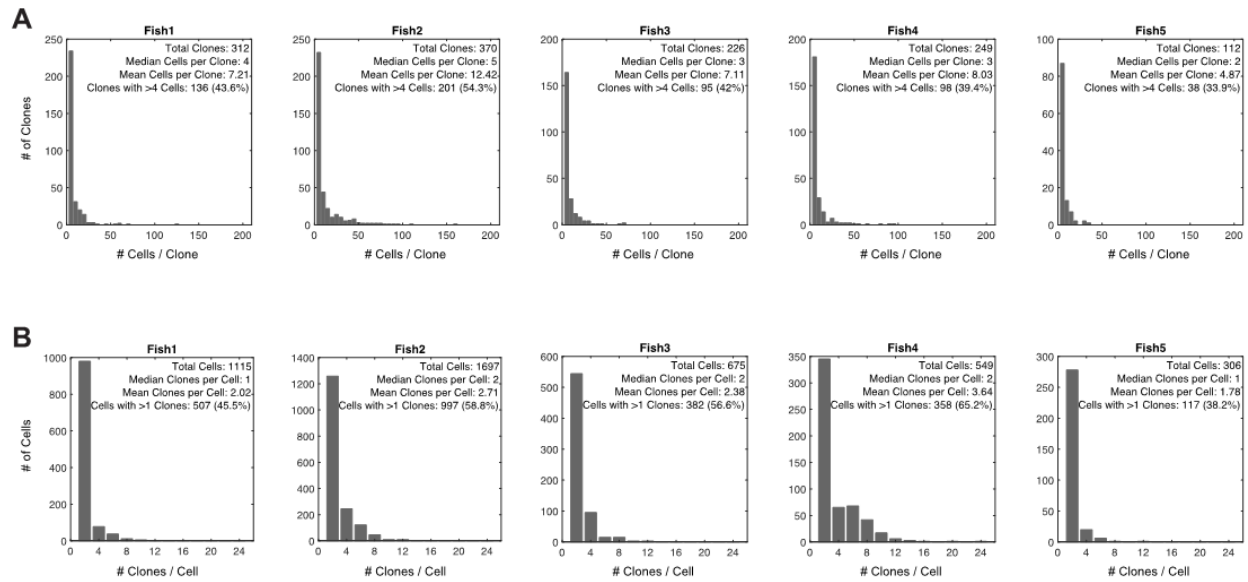 A
Fish1
Total Clones: 312
Median Cells per Clone: 4
Mean Cells per Clone: 7.21
Clones with >4 Cells: 136 (43.6%)
250
200
150
100
50
0
0 50 100 150 200
# of Clones
# Cells / Clone
Fish2
Total Clones: 370
Median Cells per Clone: 5
Mean Cells per Clone: 12.42
Clones with >4 Cells: 201 (54.3%)
250
200
150
100
50
0
0 50 100 150 200
# Cells / Clone
Fish3
Total Clones: 226
Median Cells per Clone: 3
Mean Cells per Clone: 7.11
Clones with >4 Cells: 95 (42%)
200
150
100
50
0
0 50 100 150 200
# Cells / Clone
Fish4
Total Clones: 249
Median Cells per Clone: 3
Mean Cells per Clone: 8.03
Clones with >4 Cells: 98 (39.4%)
200
150
100
50
0
0 50 100 150 200
# Cells / Clone
Fish5
Total Clones: 112
Median Cells per Clone: 2
Mean Cells per Clone: 4.87
Clones with >4 Cells: 38 (33.9%)
100
80
60
40
20
0
0 50 100 150 200
# Cells / Clone
B
Fish1
Total Cells: 1115
Median Clones per Cell: 1
Mean Clones per Cell: 2.02
Cells with >1 Clones: 507 (45.5%)
1000
800
600
400
200
0
0 4 8 12 16 20 24
# of Cells
# Clones / Cell
Fish2
Total Cells: 1697
Median Clones per Cell: 2
Mean Clones per Cell: 2.71
Cells with >1 Clones: 997 (58.8%)
1400
1200
1000
800
600
400
200
0
0 4 8 12 16 20 24
# Clones / Cell
Fish3
Total Cells: 675
Median Clones per Cell: 2
Mean Clones per Cell: 2.38
Cells with >1 Clones: 382 (56.6%)
600
500
400
300
200
100
0
0 4 8 12 16 20 24
# Clones / Cell
Fish4
Total Cells: 549
Median Clones per Cell: 2
Mean Clones per Cell: 3.64
Cells with >1 Clones: 358 (65.2%)
350
300
250
200
150
100
50
0
0 4 8 12 16 20 24
# Clones / Cell
Fish5
Total Cells: 306
Median Clones per Cell: 1
Mean Clones per Cell: 1.78
Cells with >1 Clones: 117 (38.2%)
300
250
200
150
100
50
0
0 4 8 12 16 20 24
# Clones / Cell